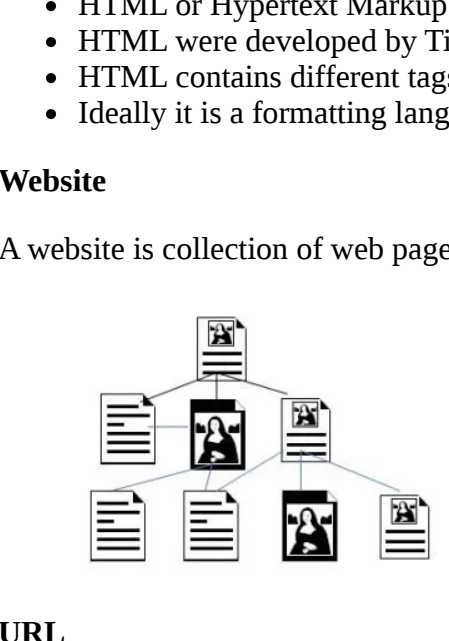 • HTML or Hypertext Markup
• HTML were developed by Ti
• HTML contains different tags
• Ideally it is a formatting lang
Website
A website is collection of web page
URL